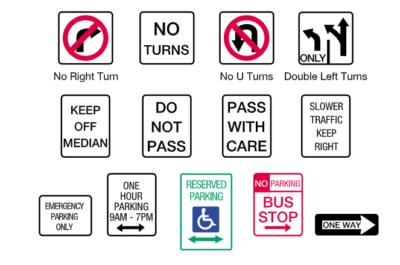 NO
TURNS
ONLY
No Right Turn
No U Turns
Double Left Turns
KEEP
OFF
MEDIAN
DO
NOT
PASS
PASS
WITH
CARE
SLOWER
TRAFFIC
KEEP
RIGHT
EMERGENCY
PARKING
ONLY
ONE
HOUR
PARKING
9AM - 7PM
RESERVED
PARKING
NO PARKING
BUS
STOP
ONE WAY